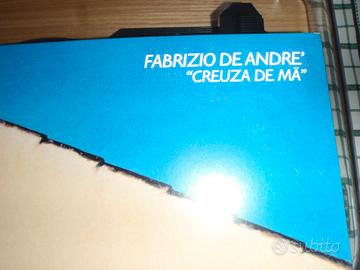 FABRIZIO DE ANDRE'
"CREUZA DE MÄ"
subito